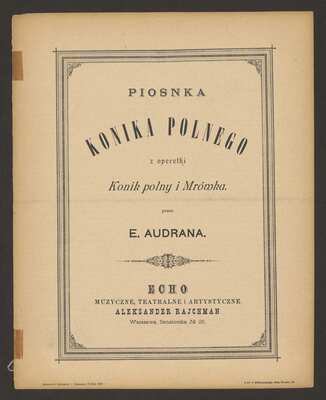 PIOSNKA
KONIKA POLNEGO
z operetki
Konik polny i Mrówka.
przez
E. AUDRANA.
ECHO
MUZYCZNE, TEATRALNE i ARTYSTYCZNE
ALEKSANDER RAJCHMAN
Warszawa, Senatorska № 26.